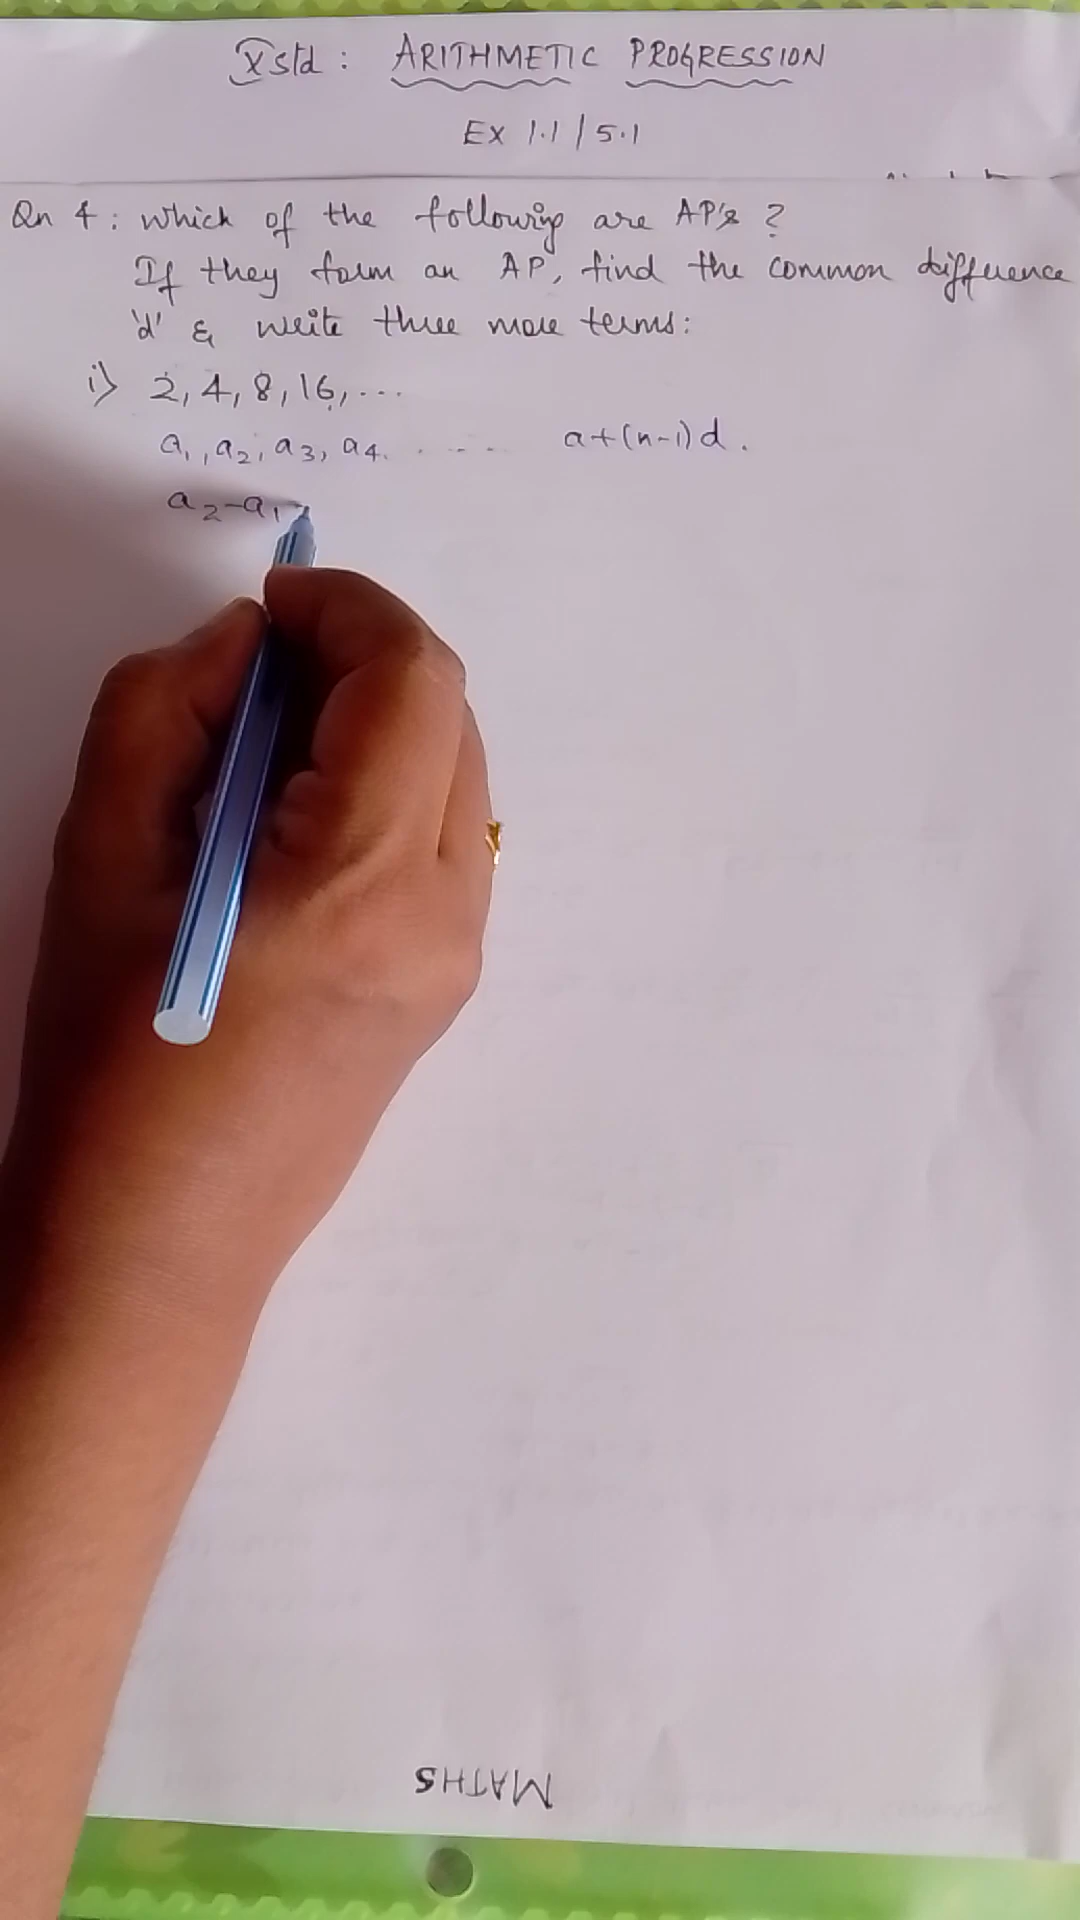 X std : ARITHMETIC PROGRESSION
Ex 1.1 / 5.1
Qn 4 : Which of the following are AP's ?
If they form an AP, find the common difference
'd' & write three more terms:
i) 2, 4, 8, 16, ...
a₁, a₂, a₃, a₄. . . . . a+(n-1)d.
a₂-a₁
MATHS